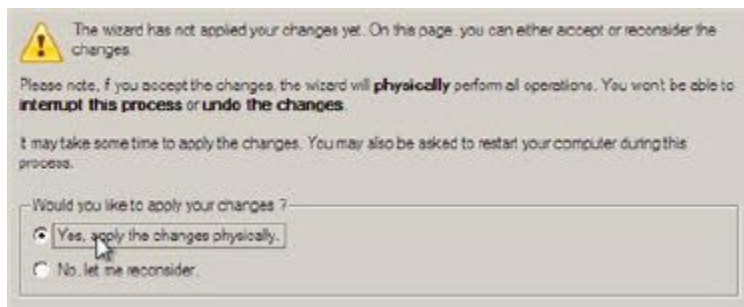 The wizard has not applied your changes yet. On this page, you can either accept or reconsider the
changes.
Please note, if you accept the changes, the wizard will physically perform all operations. You won't be able to
interrupt this process or undo the changes.
It may take some time to apply the changes. You may also be asked to restart your computer during this
process.
Would you like to apply your changes ?
Yes, apply the changes physically.
No, let me reconsider.